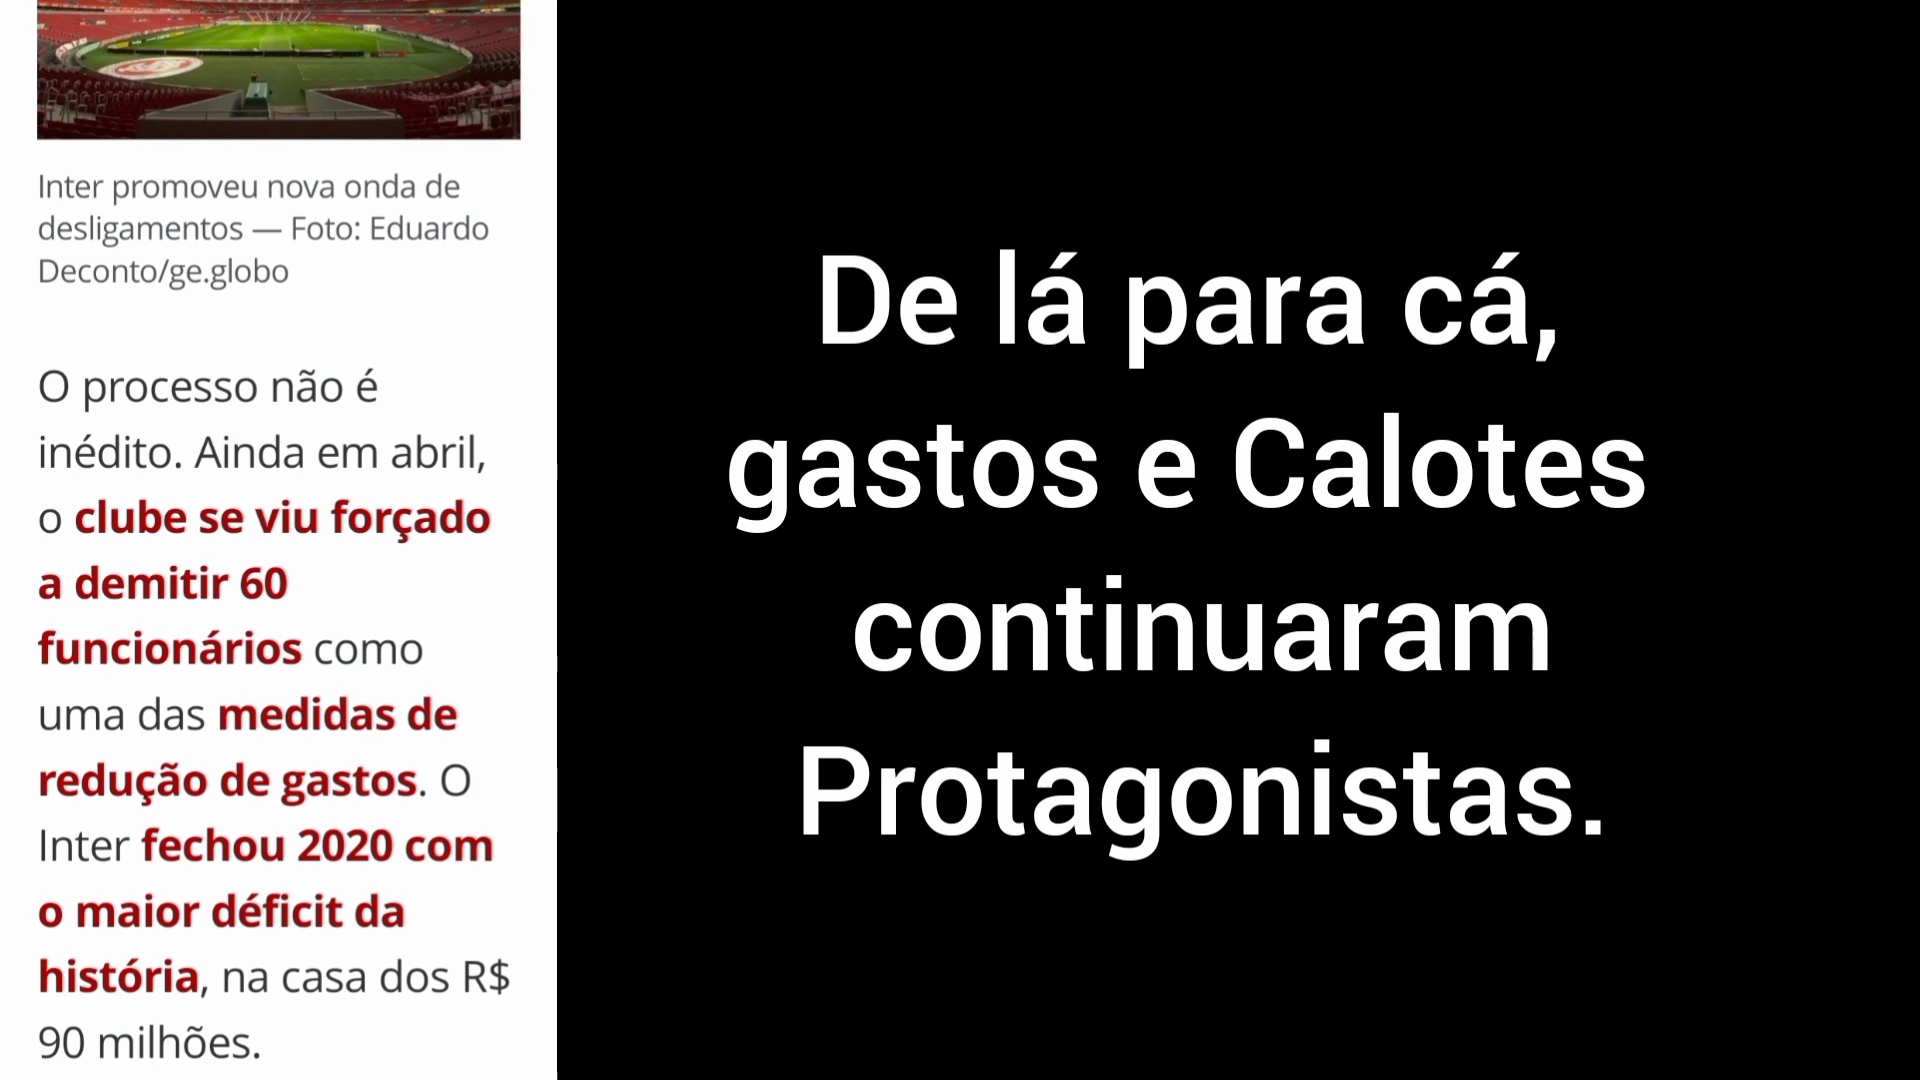 Inter promoveu nova onda de
desligamentos — Foto: Eduardo
Deconto/ge.globo
O processo não é
inédito. Ainda em abril,
o clube se viu forçado
a demitir 60
funcionários como
uma das medidas de
redução de gastos. O
Inter fechou 2020 com
o maior déficit da
história, na casa dos R$
90 milhões.
De lá para cá,
gastos e Calotes
continuaram
Protagonistas.